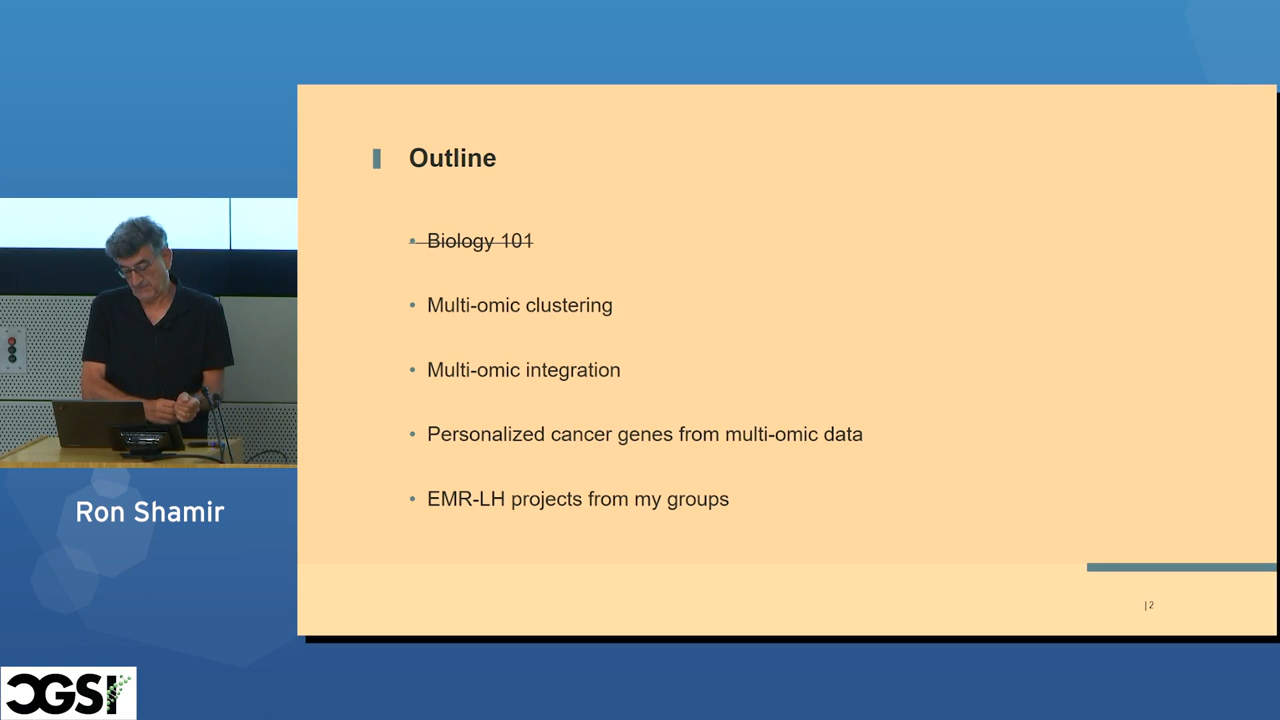 Outline
• Biology 101
• Multi-omic clustering
• Multi-omic integration
• Personalized cancer genes from multi-omic data
• EMR-LH projects from my groups
| 2
Ron Shamir
CGSI